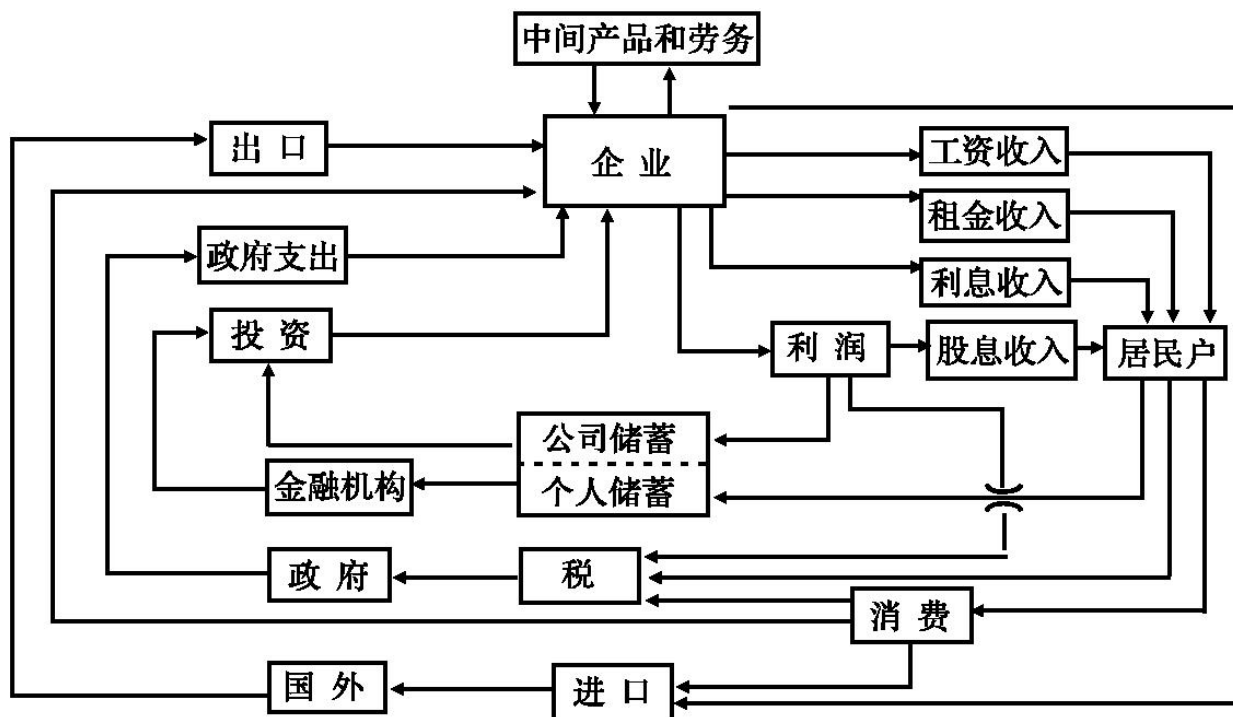 中间产品和劳务
出口
企业
工资收入
租金收入
政府支出
利息收入
投资
利润
股息收入
居民户
公司储蓄
金融机构
个人储蓄
政府
税
消费
国外
进口